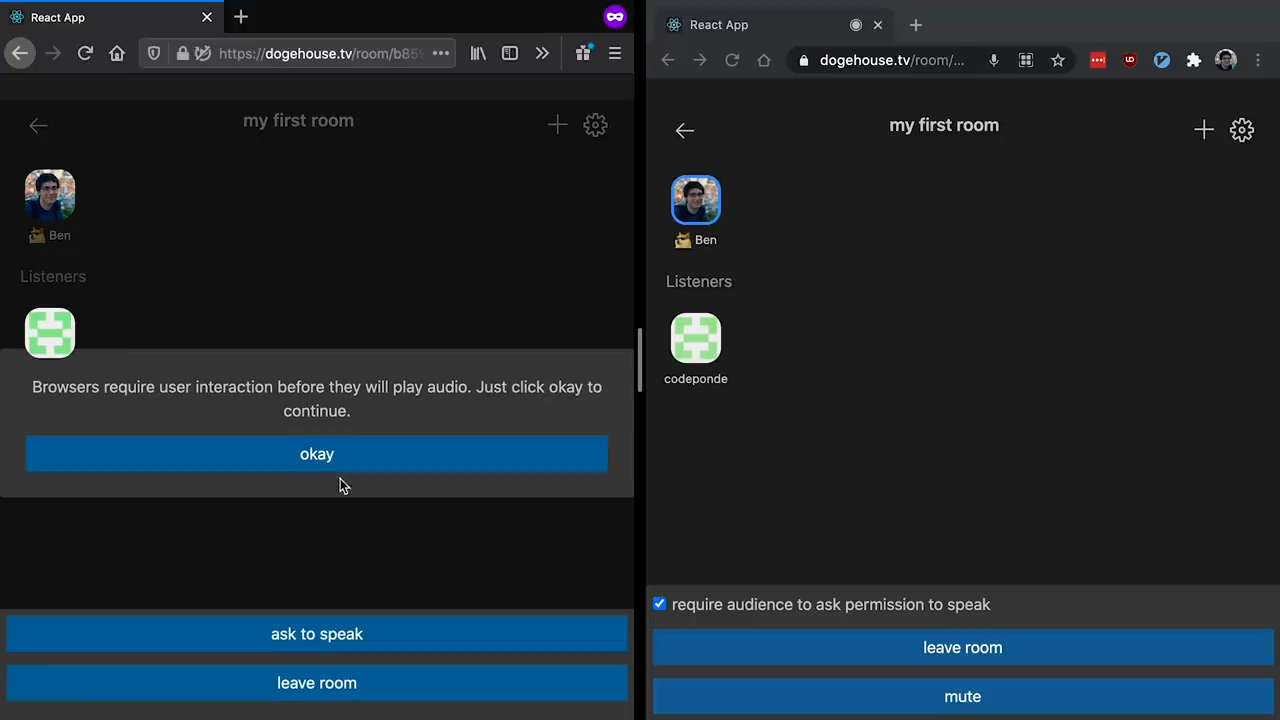 React App
https://dogehouse.tv/room/b859
my first room
Ben
Listeners
Browsers require user interaction before they will play audio. Just click okay to
continue.
okay
ask to speak
leave room
React App
dogehouse.tv/room/...
my first room
Ben
Listeners
codeponde
require audience to ask permission to speak
leave room
mute